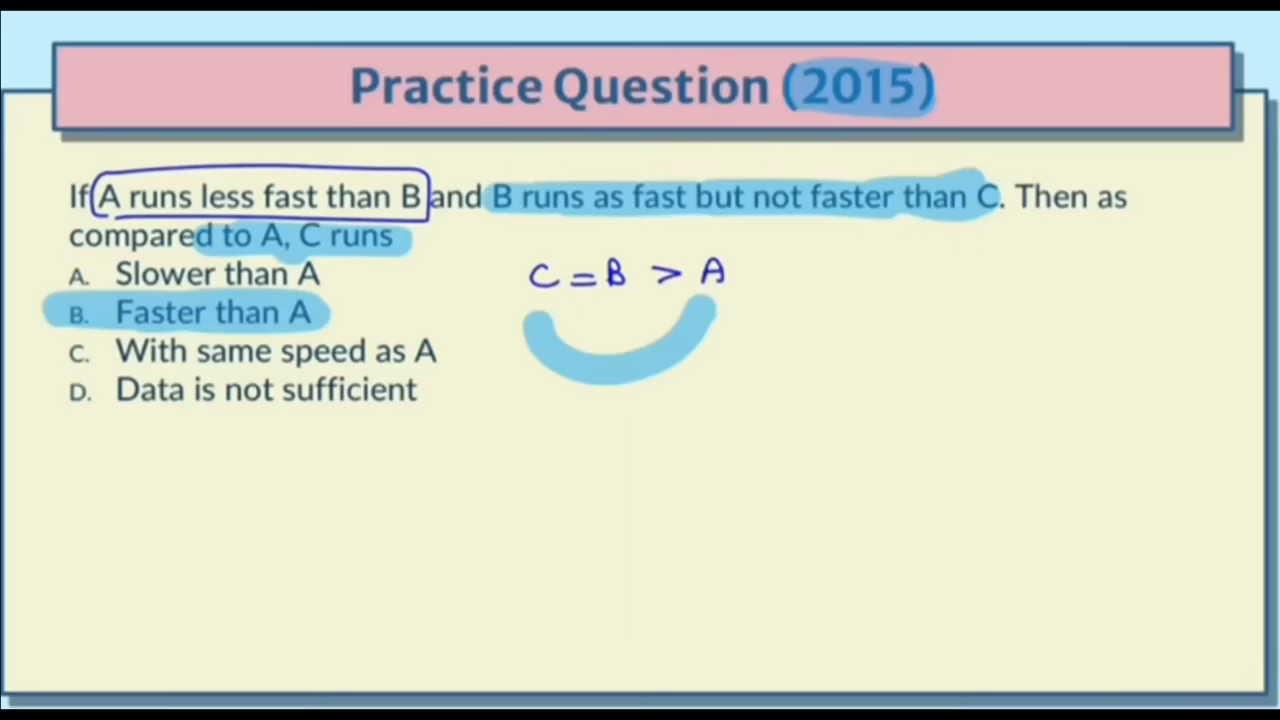 Practice Question (2015)
If A runs less fast than B and B runs as fast but not faster than C. Then as
compared to A, C runs
A. Slower than A
B. Faster than A
C. With same speed as A
D. Data is not sufficient
C = B > A